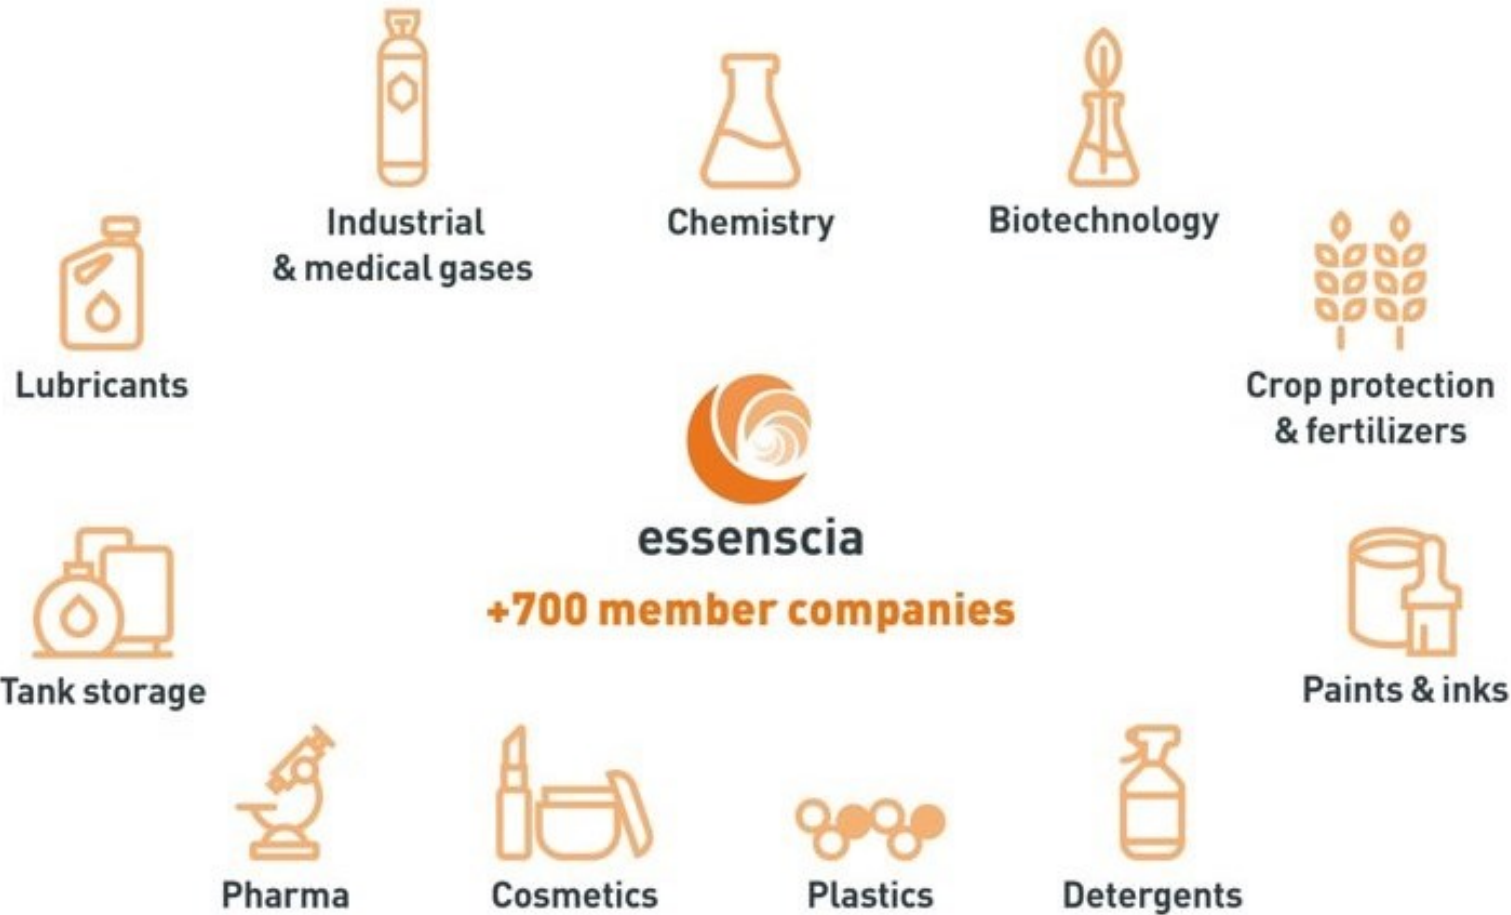 Industrial
& medical gases
Chemistry
Biotechnology
Lubricants
Crop protection
& fertilizers
essenscia
+700 member companies
Tank storage
Paints & inks
Pharma
Cosmetics
Plastics
Detergents